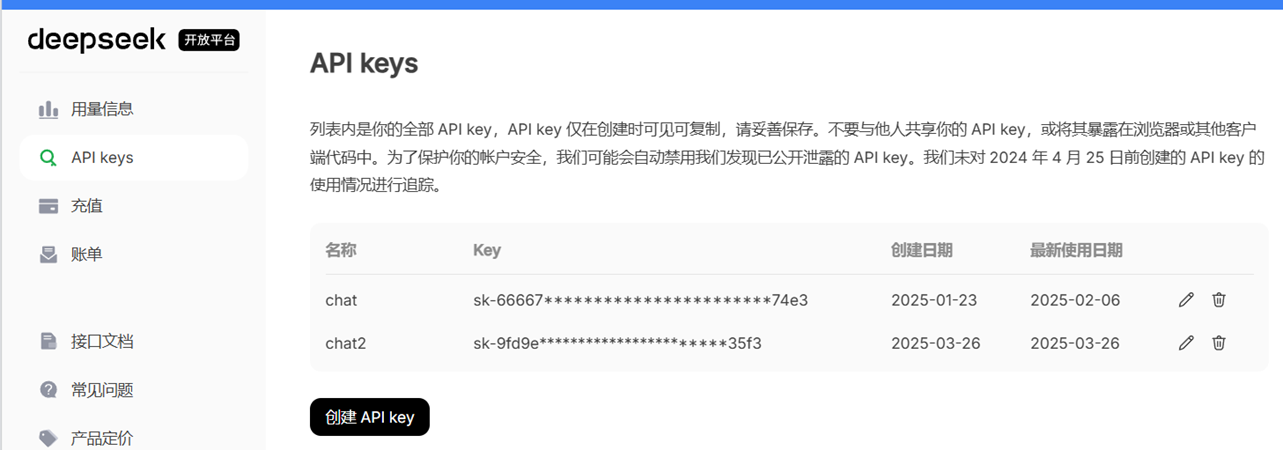 deepseek 开放平台
用量信息
API keys
充值
账单
接口文档
常见问题
产品定价
API keys
列表内是你的全部 API key，API key 仅在创建时可见可复制，请妥善保存。不要与他人共享你的 API key，或将其暴露在浏览器或其他客户
端代码中。为了保护你的帐户安全，我们可能会自动禁用我们发现已公开泄露的 API key。我们未对 2024 年 4 月 25 日前创建的 API key 的
使用情况进行追踪。
名称 Key 创建日期 最新使用日期
chat sk-66667***********************74e3 2025-01-23 2025-02-06
chat2 sk-9fd9e***********************35f3 2025-03-26 2025-03-26
创建 API key